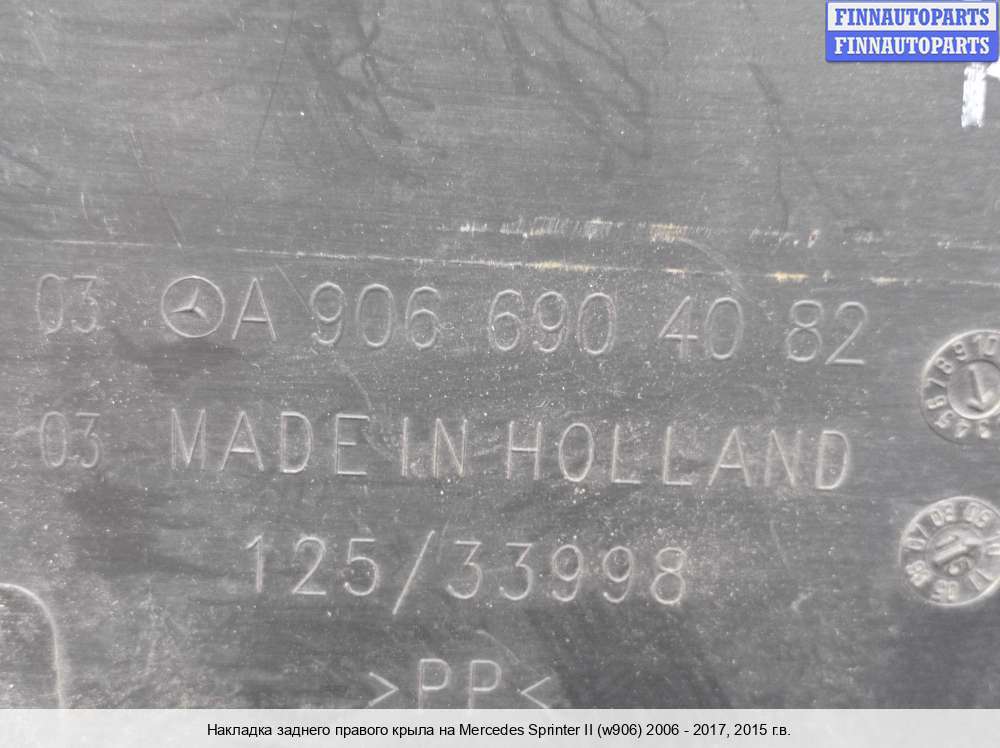 FINNAUTOPARTS
FINNAUTOPARTS
03 A 906 690 40 82
03 MADE IN HOLLAND
125/33998
>PP<
Накладка заднего правого крыла на Mercedes Sprinter II (w906) 2006 - 2017, 2015 г.в.